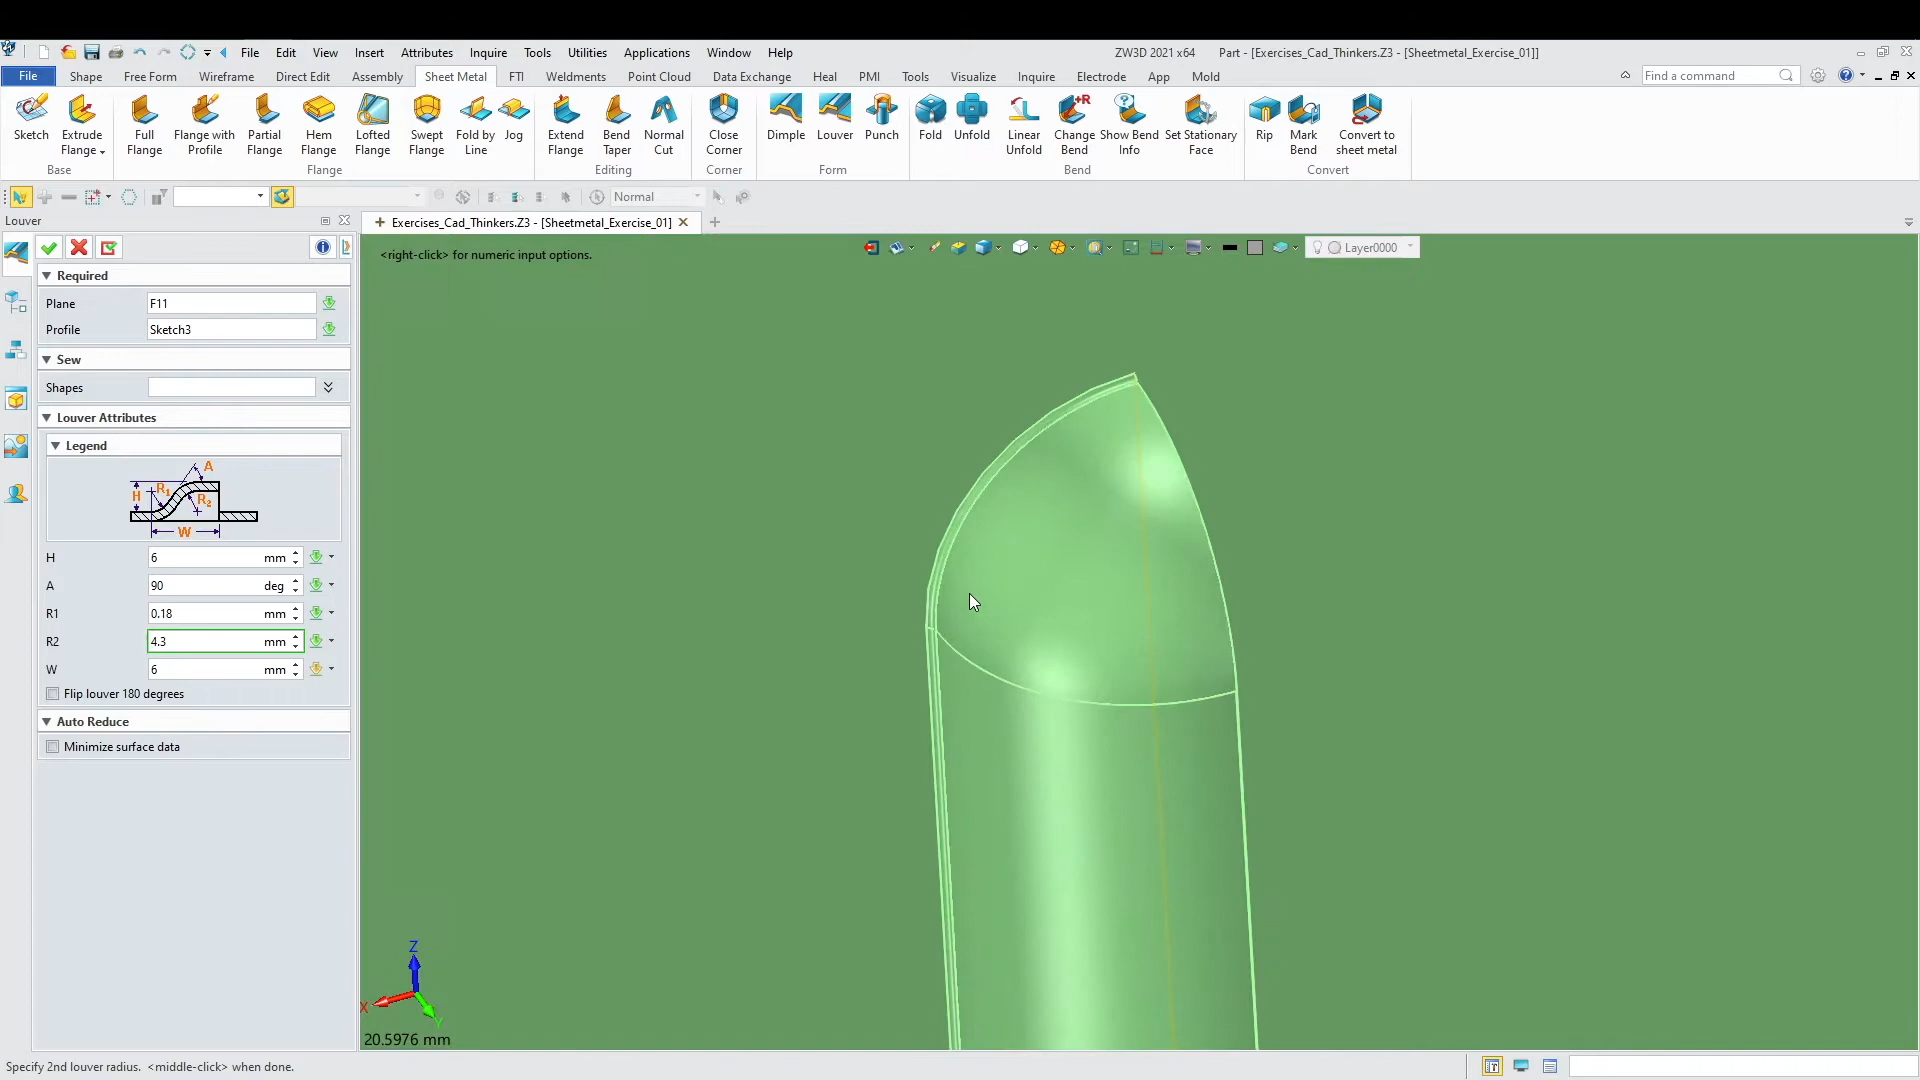 File Edit View Insert Attributes Inquire Tools Utilities Applications Window Help ZW3D 2021 x64 Part - [Exercises_Cad_Thinkers.Z3 - [Sheetmetal_Exercise_01]]
File Shape Free Form Wireframe Direct Edit Assembly Sheet Metal FTI Weldments Point Cloud Data Exchange Heal PMI Tools Visualize Inquire Electrode App Mold Find a command
Sketch Extrude Flange Full Flange Flange with Profile Partial Flange Hem Flange Lofted Flange Swept Flange Fold by Line Jog Extend Flange Bend Taper Normal Cut Close Corner Dimple Louver Punch Fold Unfold Linear Unfold Change Bend Show Bend Info Set Stationary Face Rip Mark Bend Convert to sheet metal
Base Flange Editing Corner Form Bend Convert
Normal
Louver
Exercises_Cad_Thinkers.Z3 - [Sheetmetal_Exercise_01]
<right-click> for numeric input options.
Layer0000
Required
Plane F11
Profile Sketch3
Sew
Shapes
Louver Attributes
Legend
A
H R1 R2
W
H 6 mm
A 90 deg
R1 0.18 mm
R2 4.3 mm
W 6 mm
Flip louver 180 degrees
Auto Reduce
Minimize surface data
Z
X
Y
20.5976 mm
Specify 2nd louver radius. <middle-click> when done.